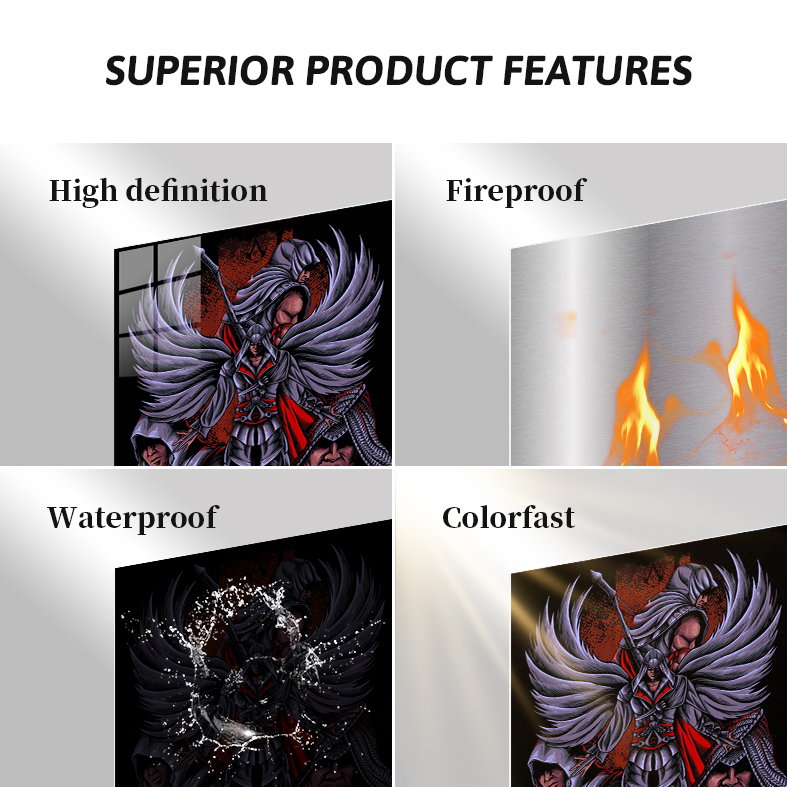 SUPERIOR PRODUCT FEATURES
High definition
Fireproof
Waterproof
Colorfast